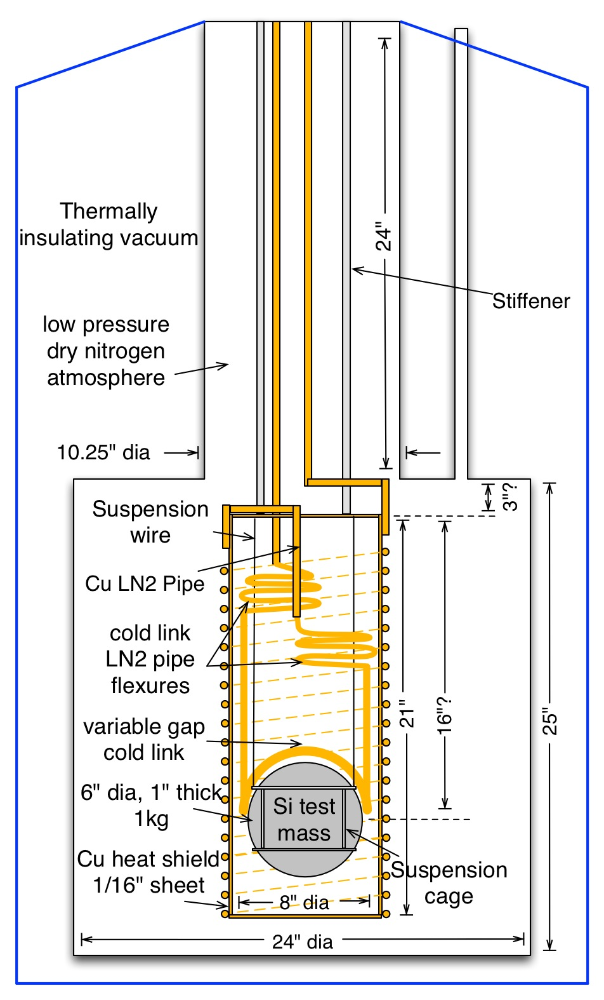 24"
Thermally
insulating vacuum
Stiffener
low pressure
dry nitrogen
atmosphere
10.25" dia
3"?
Suspension
wire
Cu LN2 Pipe
cold link
LN2 pipe
flexures
21"
16"?
25"
variable gap
cold link
6" dia, 1" thick
1kg
Si test
mass
Cu heat shield
1/16" sheet
Suspension
cage
8" dia
24" dia